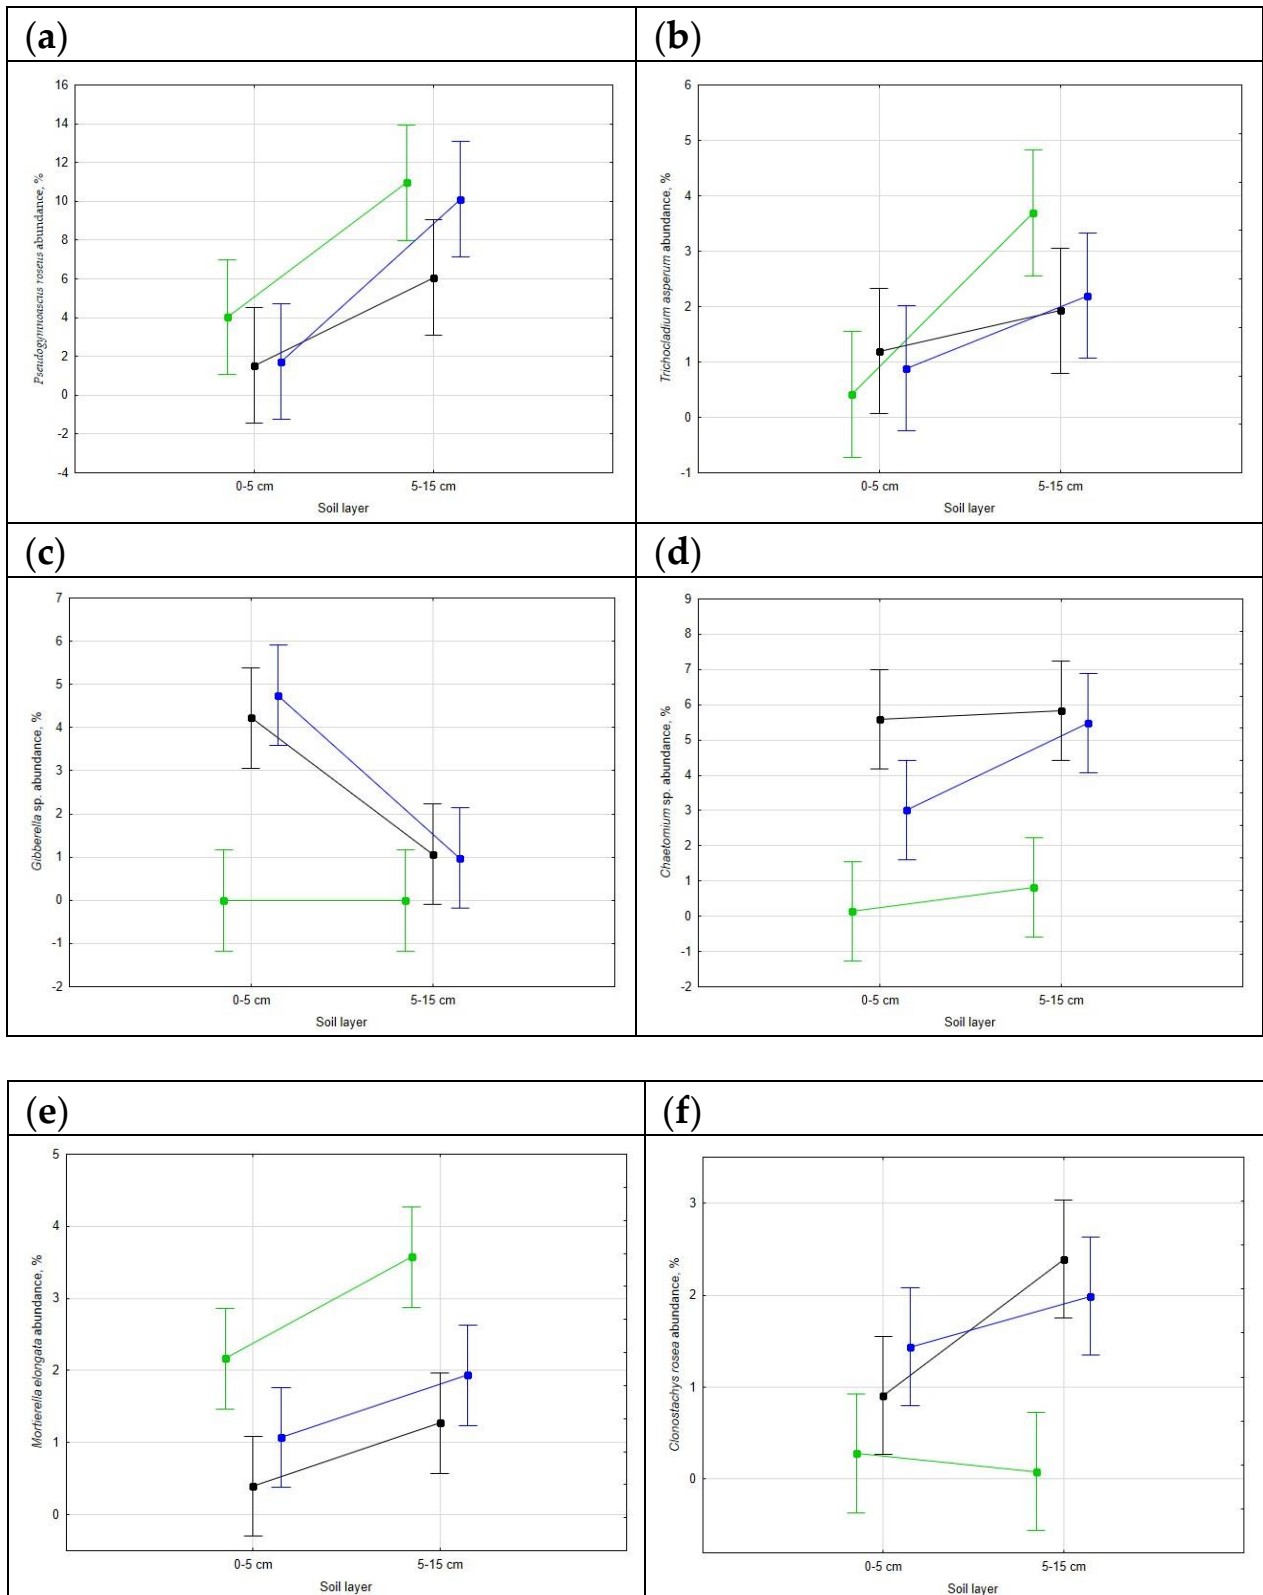 (a)
(b)
Pseudogymnoascus roseus abundance, %
16
14
12
10
8
6
4
2
0
-2
-4
0-5 cm
5-15 cm
Soil layer
Trichocladium asperum abundance, %
6
5
4
3
2
1
0
-1
0-5 cm
5-15 cm
Soil layer
(c)
(d)
Gibberella sp. abundance, %
7
6
5
4
3
2
1
0
-1
-2
0-5 cm
5-15 cm
Soil layer
Chaetomium sp. abundance, %
9
8
7
6
5
4
3
2
1
0
-1
-2
0-5 cm
5-15 cm
Soil layer
(e)
(f)
Mortierella elongata abundance, %
5
4
3
2
1
0
0-5 cm
5-15 cm
Soil layer
Clonostachys rosea abundance, %
3
2
1
0
0-5 cm
5-15 cm
Soil layer